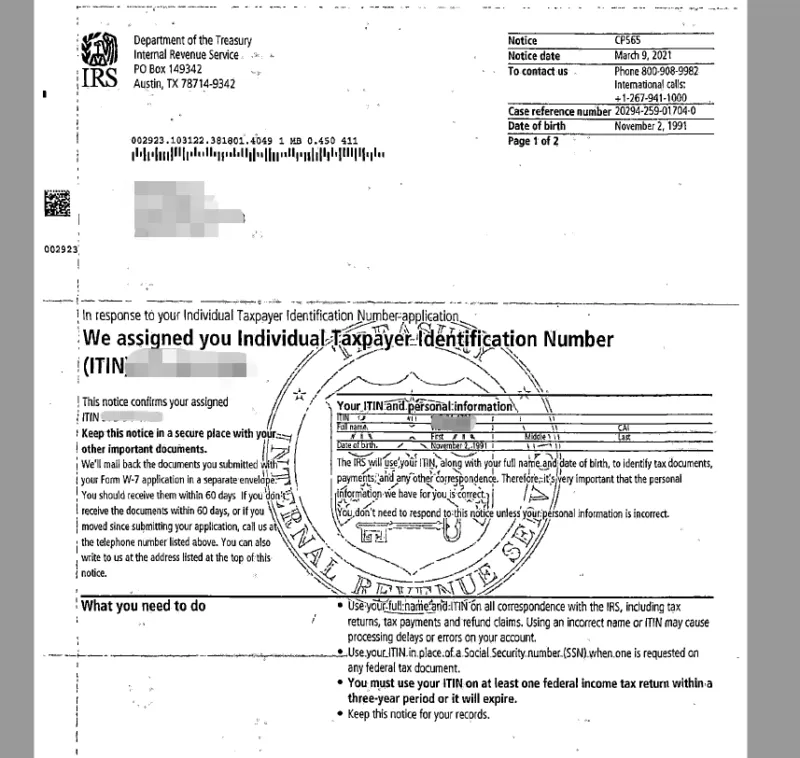 IRS
Department of the Treasury
Internal Revenue Service
PO Box 149342
Austin, TX 78714-9342
Notice CP565
Notice date March 9, 2021
To contact us Phone 800-908-9982
International calls:
+1-267-941-1000
Case reference number 20294-259-01704-0
Date of birth November 2, 1991
Page 1 of 2
002923.103122.381801.4049 1 MB 0.450 411
002923
In response to your Individual Taxpayer Identification Number application
We assigned you Individual Taxpayer Identification Number
(ITIN)
This notice confirms your assigned
ITIN
Keep this notice in a secure place with your
other important documents.
We'll mail back the documents you submitted with
your Form W-7 application in a separate envelope.
You should receive them within 60 days If you don't
receive the documents within 60 days, or if you
moved since submitting your application, call us at
the telephone number listed above. You can also
write to us at the address listed at the top of this
notice.
Your ITIN and personal information
ITIN
Full name. CAI
First Middle Last
Date of birth. November 2, 1991
The IRS will use your ITIN, along with your full name and date of birth, to identify tax documents,
payments, and any other correspondence. Therefore, it's very important that the personal
information we have for you is correct.
You don't need to respond to this notice unless your personal information is incorrect.
TREASURY
INTERNAL REVENUE SE
What you need to do
• Use your full name and ITIN on all correspondence with the IRS, including tax
returns, tax payments and refund claims. Using an incorrect name or ITIN may cause
processing delays or errors on your account.
• Use your ITIN in place of a Social Security number (SSN) when one is requested on
any federal tax document.
• You must use your ITIN on at least one federal income tax return within a
three-year period or it will expire.
• Keep this notice for your records.